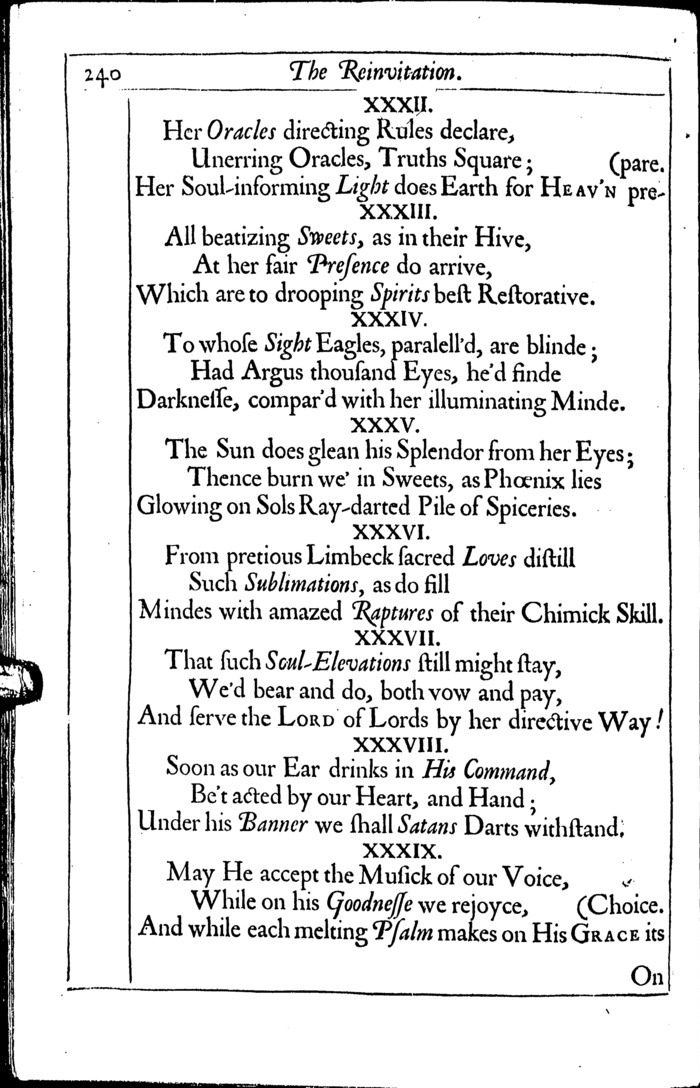 240 The Reinvitation.
XXXII.
Her Oracles directing Rules declare,
Unerring Oracles, Truths Square; (pare.
Her Soul-informing Light does Earth for HEAV'N pre-
XXXIII.
All beatizing Sweets, as in their Hive,
At her fair Preſence do arrive,
Which are to drooping Spirits beſt Reſtorative.
XXXIV.
To whoſe Sight Eagles, paralell'd, are blinde;
Had Argus thouſand Eyes, he'd finde
Darkneſſe, compar'd with her illuminating Minde.
XXXV.
The Sun does glean his Splendor from her Eyes;
Thence burn we' in Sweets, as Phœnix lies
Glowing on Sols Ray-darted Pile of Spiceries.
XXXVI.
From pretious Limbeck ſacred Loves diſtill
Such Sublimations, as do fill
Mindes with amazed Raptures of their Chimick Skill.
XXXVII.
That ſuch Soul-Elevations ſtill might ſtay,
We'd bear and do, both vow and pay,
And ſerve the LORD of Lords by her directive Way!
XXXVIII.
Soon as our Ear drinks in His Command,
Be't acted by our Heart, and Hand;
Under his Banner we ſhall Satans Darts withſtand.
XXXIX.
May He accept the Muſick of our Voice,
While on his Goodneſſe we rejoyce, (Choice.
And while each melting Pſalm makes on His GRACE its
On